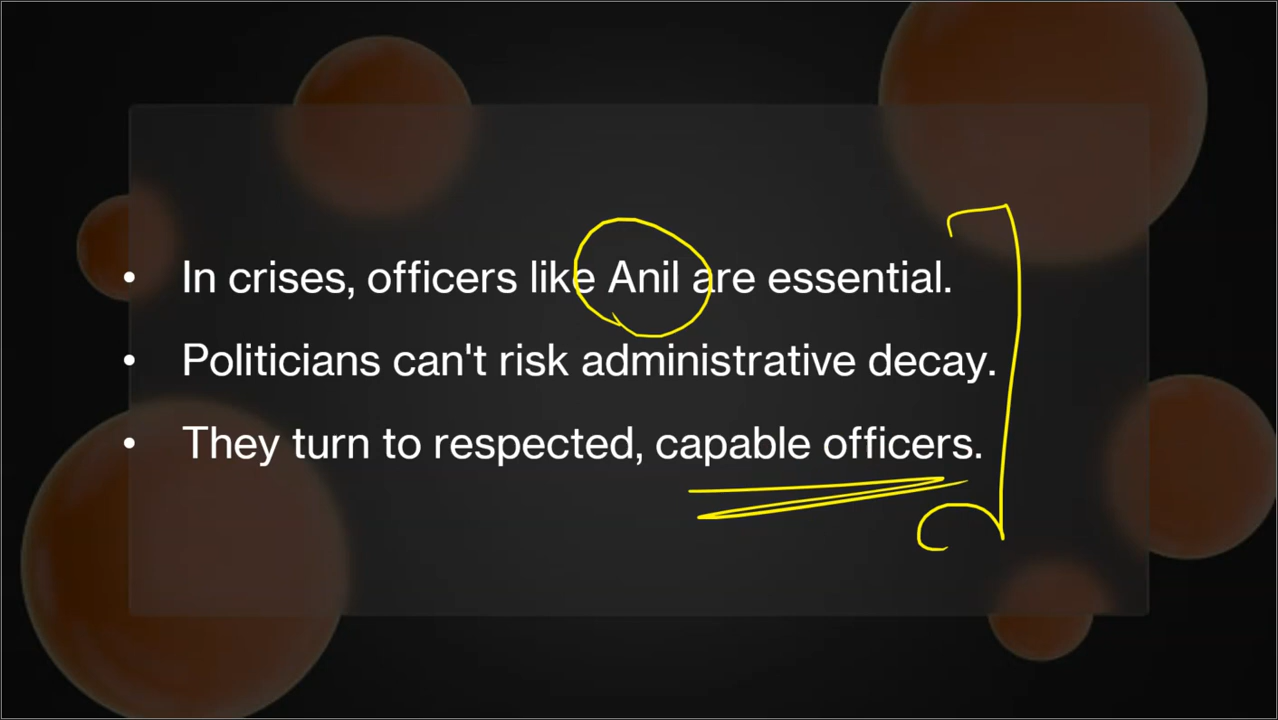 • In crises, officers like Anil are essential.
• Politicians can't risk administrative decay.
• They turn to respected, capable officers.